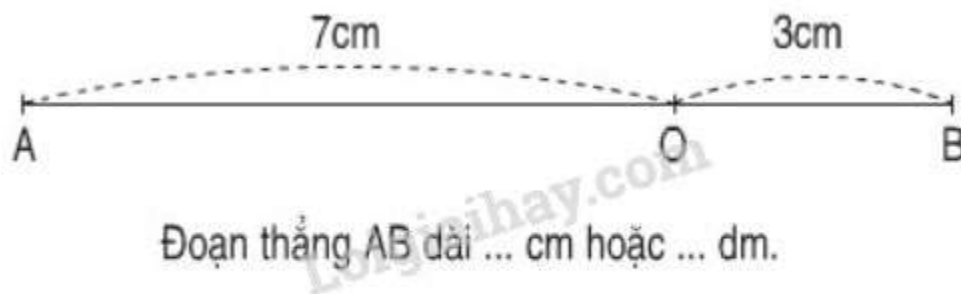 7cm 3cm
A O B
Đoạn thẳng AB dài ... cm hoặc ... dm.
Loigiaihay.com